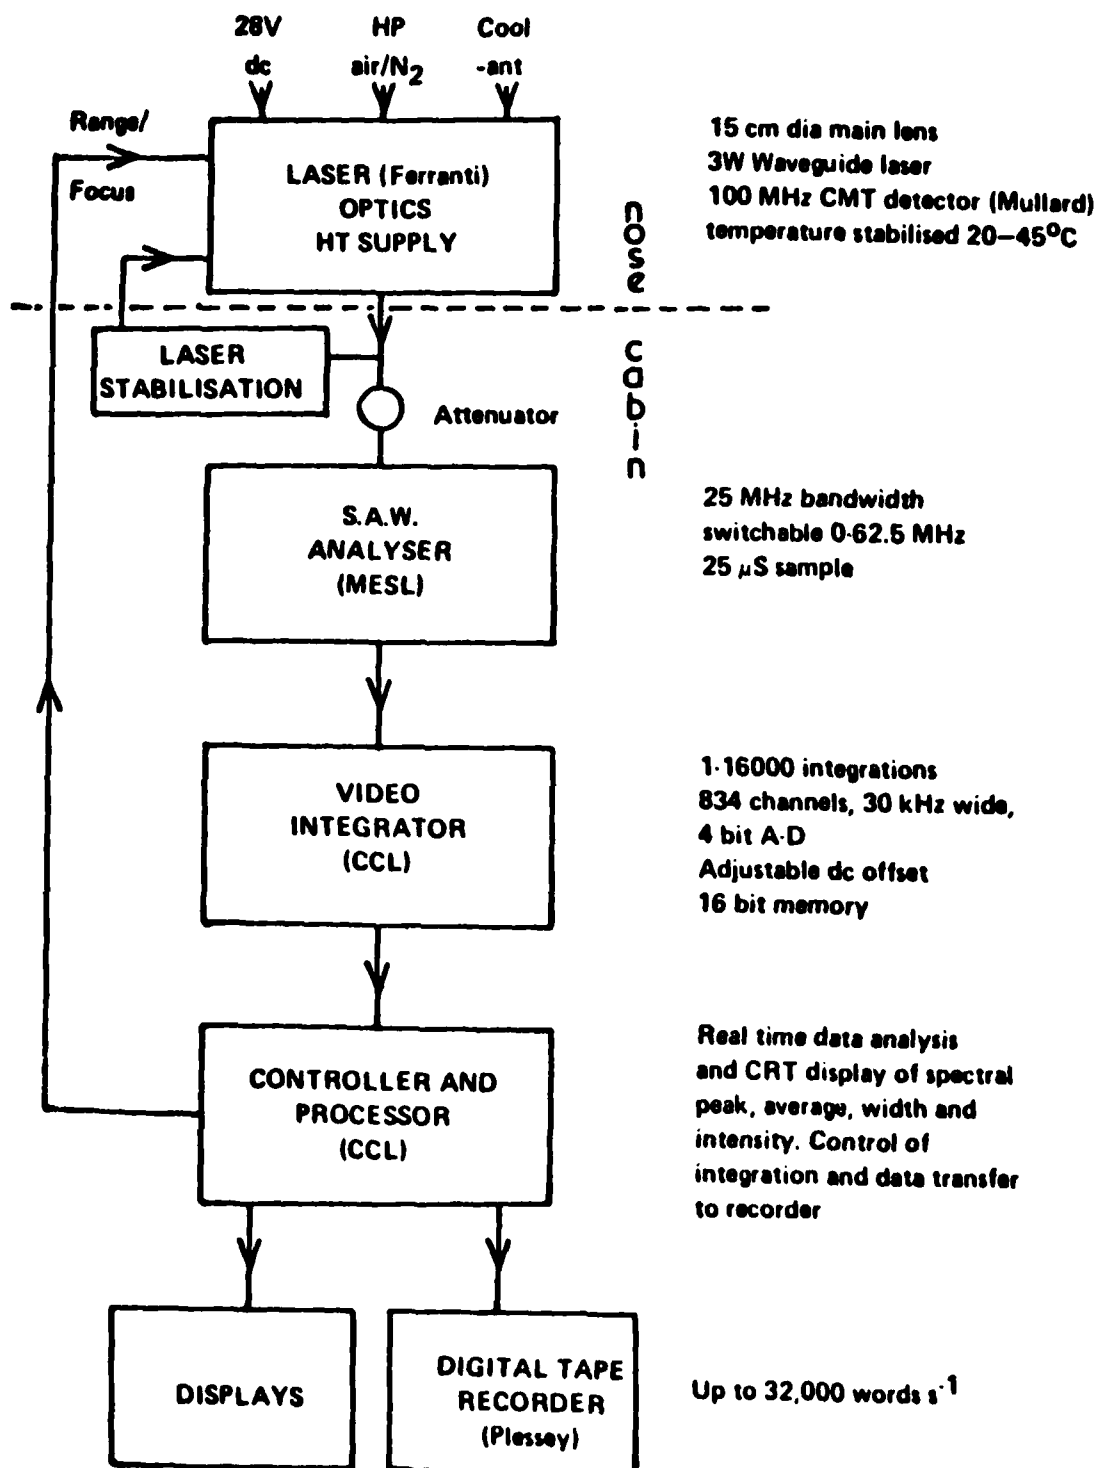 28V HP Cool
dc air/N2 -ant
Range/
Focus
LASER (Ferranti)
OPTICS
HT SUPPLY
15 cm dia main lens
3W Waveguide laser
100 MHz CMT detector (Mullard)
temperature stabilised 20–45°C
nose
cabin
LASER
STABILISATION
Attenuator
S.A.W.
ANALYSER
(MESL)
25 MHz bandwidth
switchable 0·62.5 MHz
25 μS sample
VIDEO
INTEGRATOR
(CCL)
1·16000 integrations
834 channels, 30 kHz wide,
4 bit A·D
Adjustable dc offset
16 bit memory
CONTROLLER AND
PROCESSOR
(CCL)
Real time data analysis
and CRT display of spectral
peak, average, width and
intensity. Control of
integration and data transfer
to recorder
DISPLAYS
DIGITAL TAPE
RECORDER
(Plessey)
Up to 32,000 words s-1